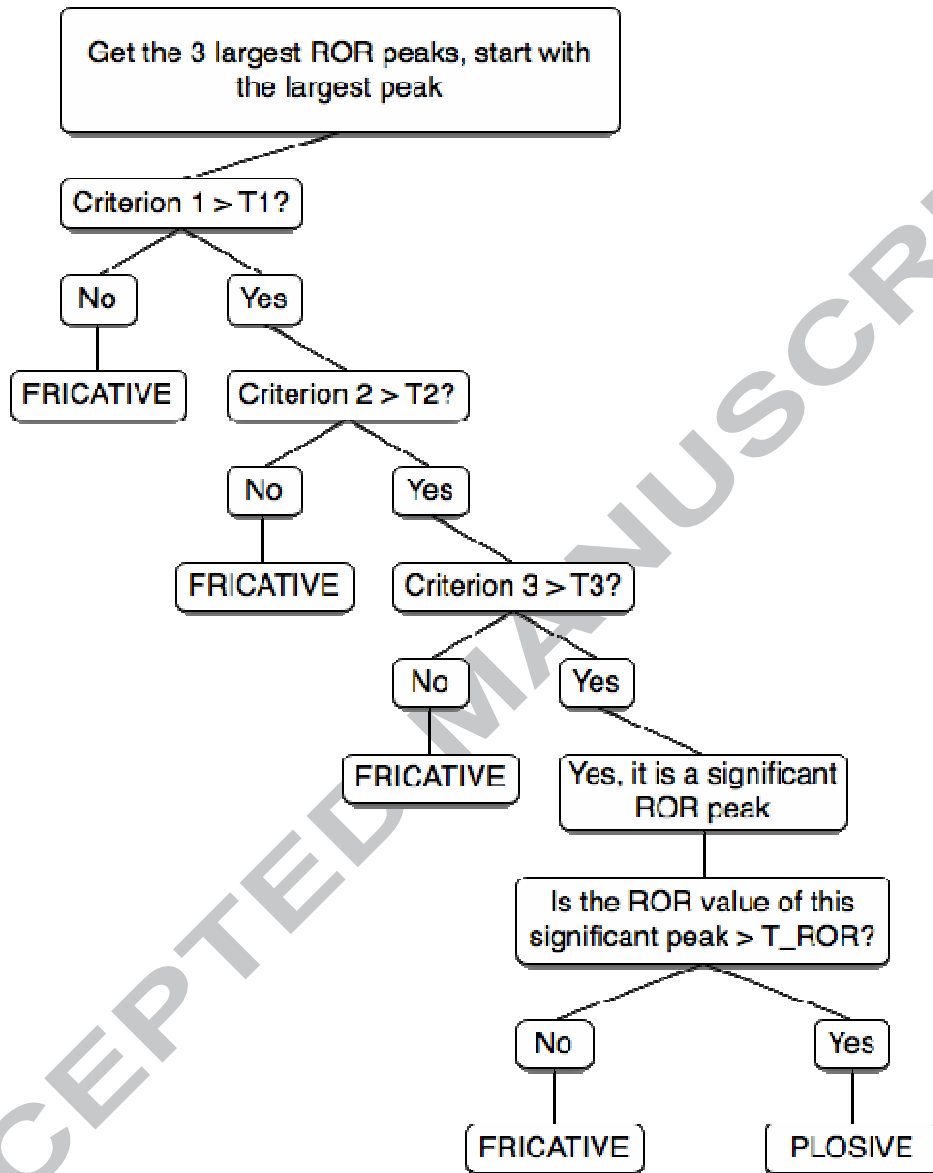 Get the 3 largest ROR peaks, start with
the largest peak
Criterion 1 > T1?
No
Yes
FRICATIVE
Criterion 2 > T2?
No
Yes
FRICATIVE
Criterion 3 > T3?
No
Yes
FRICATIVE
Yes, it is a significant
ROR peak
Is the ROR value of this
significant peak > T_ROR?
No
Yes
FRICATIVE
PLOSIVE
CEPTED MANUSCRI